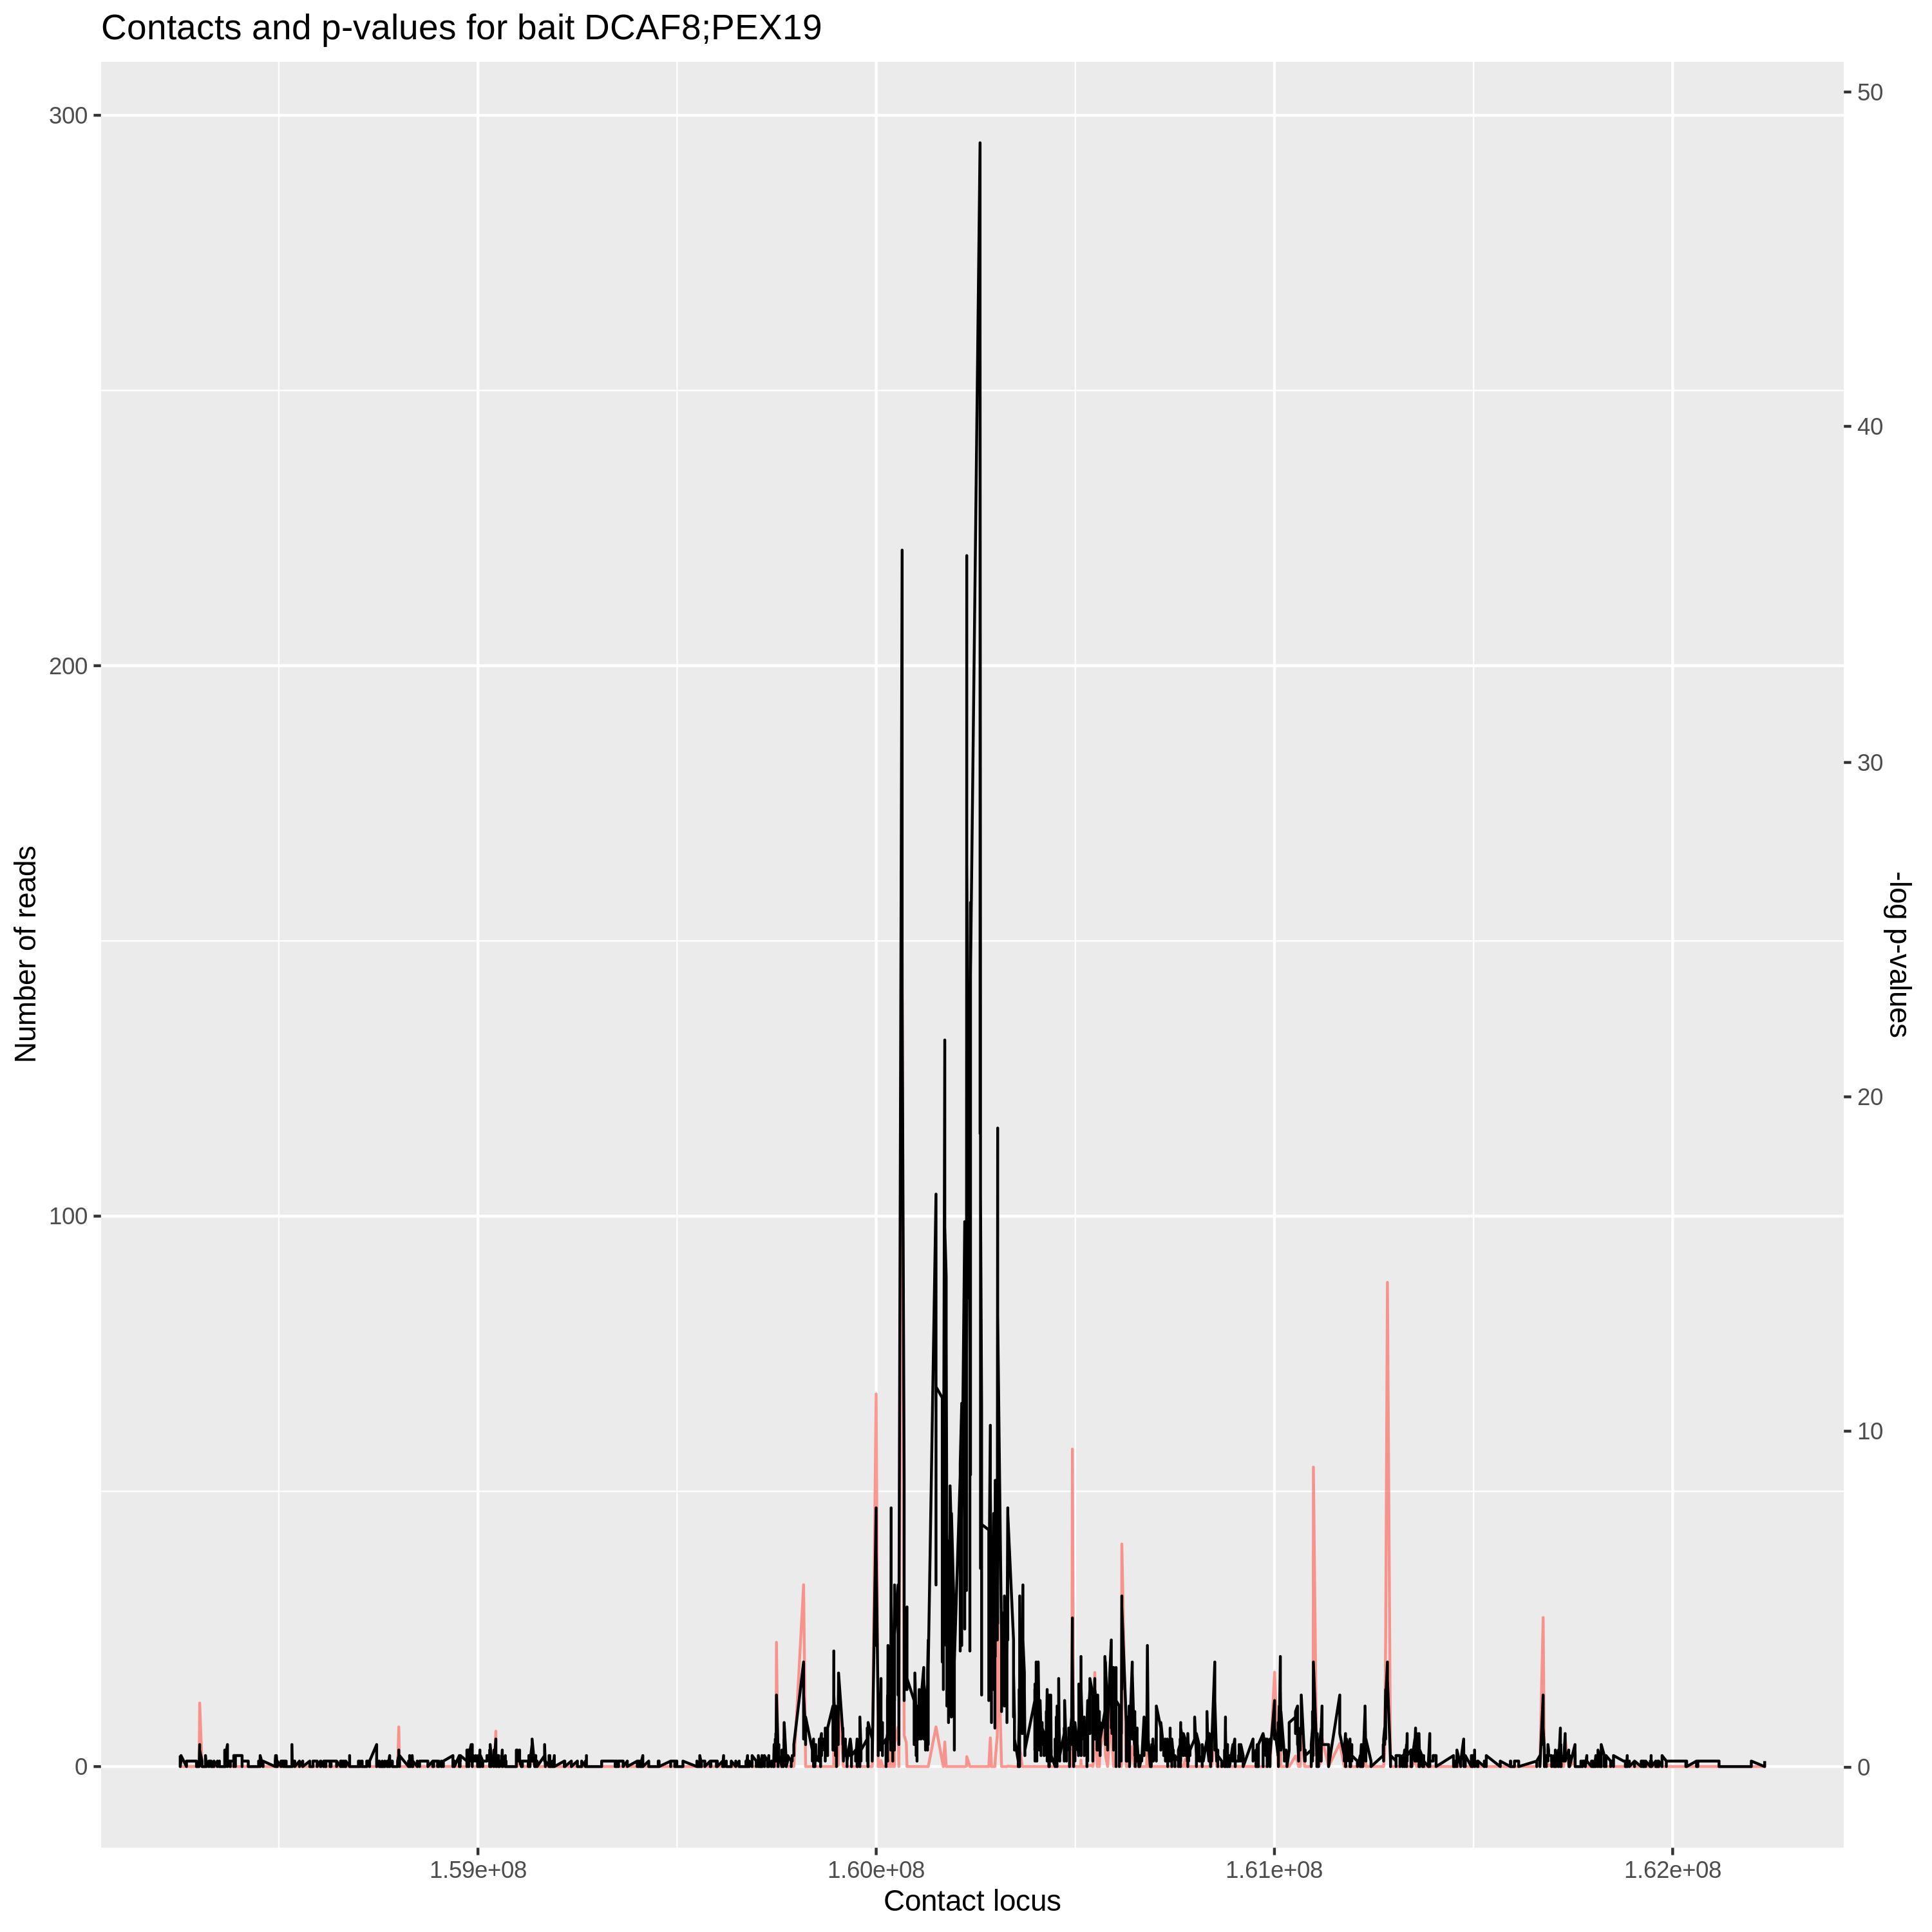 Contacts and p-values for bait DCAF8;PEX19
300
200
100
0
Number of reads
50
40
30
20
10
0
-log p-values
1.59e+08
1.60e+08
1.61e+08
1.62e+08
Contact locus